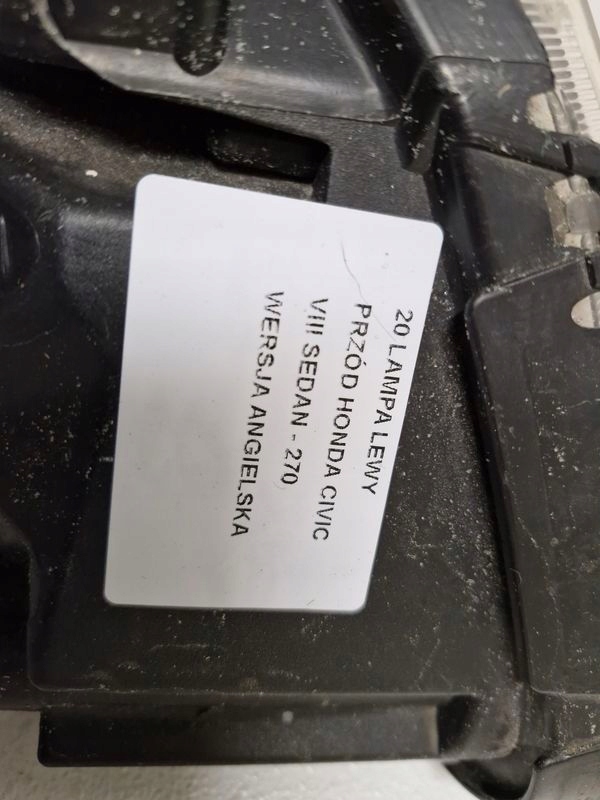 20 LAMPA LEWY
PRZÓD HONDA CIVIC
VIII SEDAN - 270
WERSJA ANGIELSKA